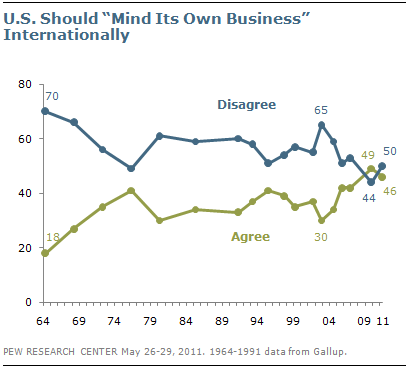 U.S. Should “Mind Its Own Business”
Internationally
80
70
Disagree
65
60
49
50
40
44
46
20
18
Agree
30
0
64 69 74 79 84 89 94 99 04 09 11
PEW RESEARCH CENTER May 26-29, 2011. 1964-1991 data from Gallup.